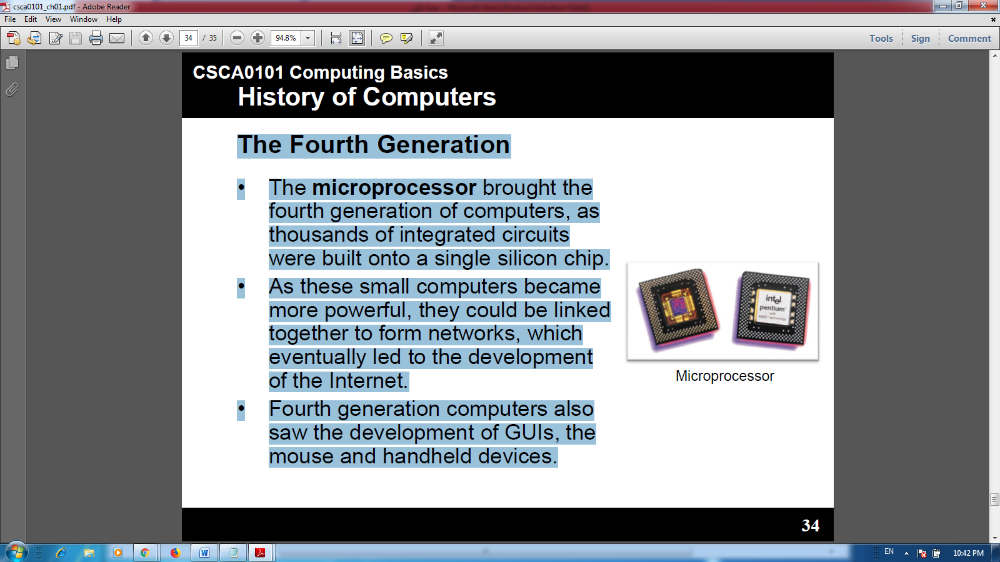 csca0101_ch01.pdf - Adobe Reader
File Edit View Window Help
34 / 35 94.8% Tools Sign Comment
CSCA0101 Computing Basics
History of Computers
The Fourth Generation
• The microprocessor brought the
fourth generation of computers, as
thousands of integrated circuits
were built onto a single silicon chip.
• As these small computers became
more powerful, they could be linked
together to form networks, which
eventually led to the development
of the Internet.
• Fourth generation computers also
saw the development of GUIs, the
mouse and handheld devices.
intel
pentium
with
MMX technology
Microprocessor
34
EN 10:42 PM